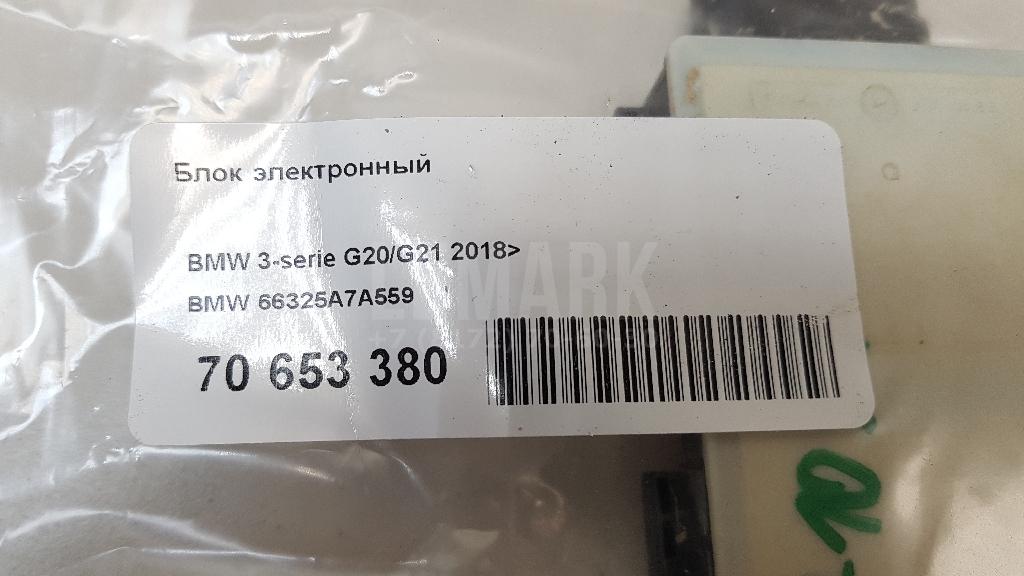 Блок электронный
BMW 3-serie G20/G21 2018>
BMW 66325A7A559
70 653 380